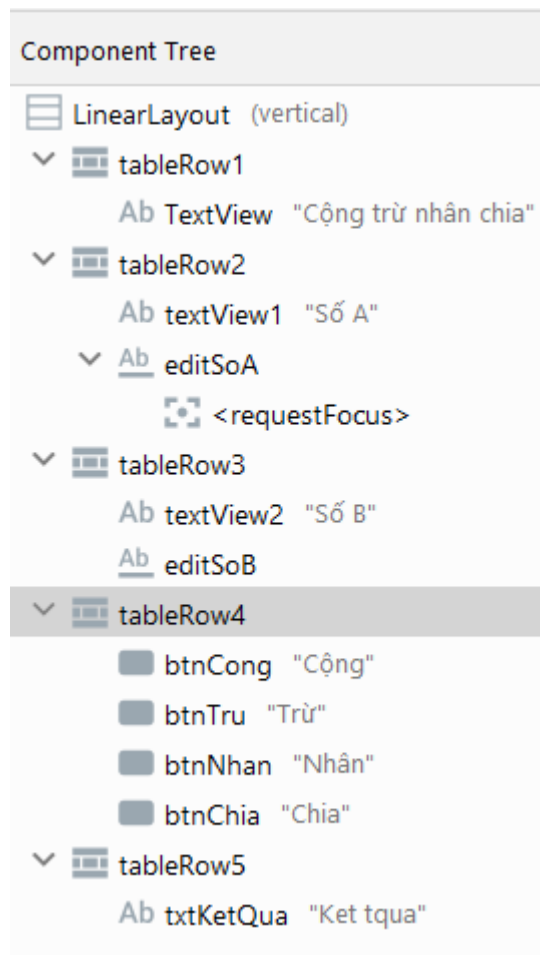 Component Tree
LinearLayout (vertical)
tableRow1
Ab TextView "Cộng trừ nhân chia"
tableRow2
Ab textView1 "Số A"
Ab editSoA
<requestFocus>
tableRow3
Ab textView2 "Số B"
Ab editSoB
tableRow4
btnCong "Cộng"
btnTru "Trừ"
btnNhan "Nhân"
btnChia "Chia"
tableRow5
Ab txtKetQua "Ket tqua"